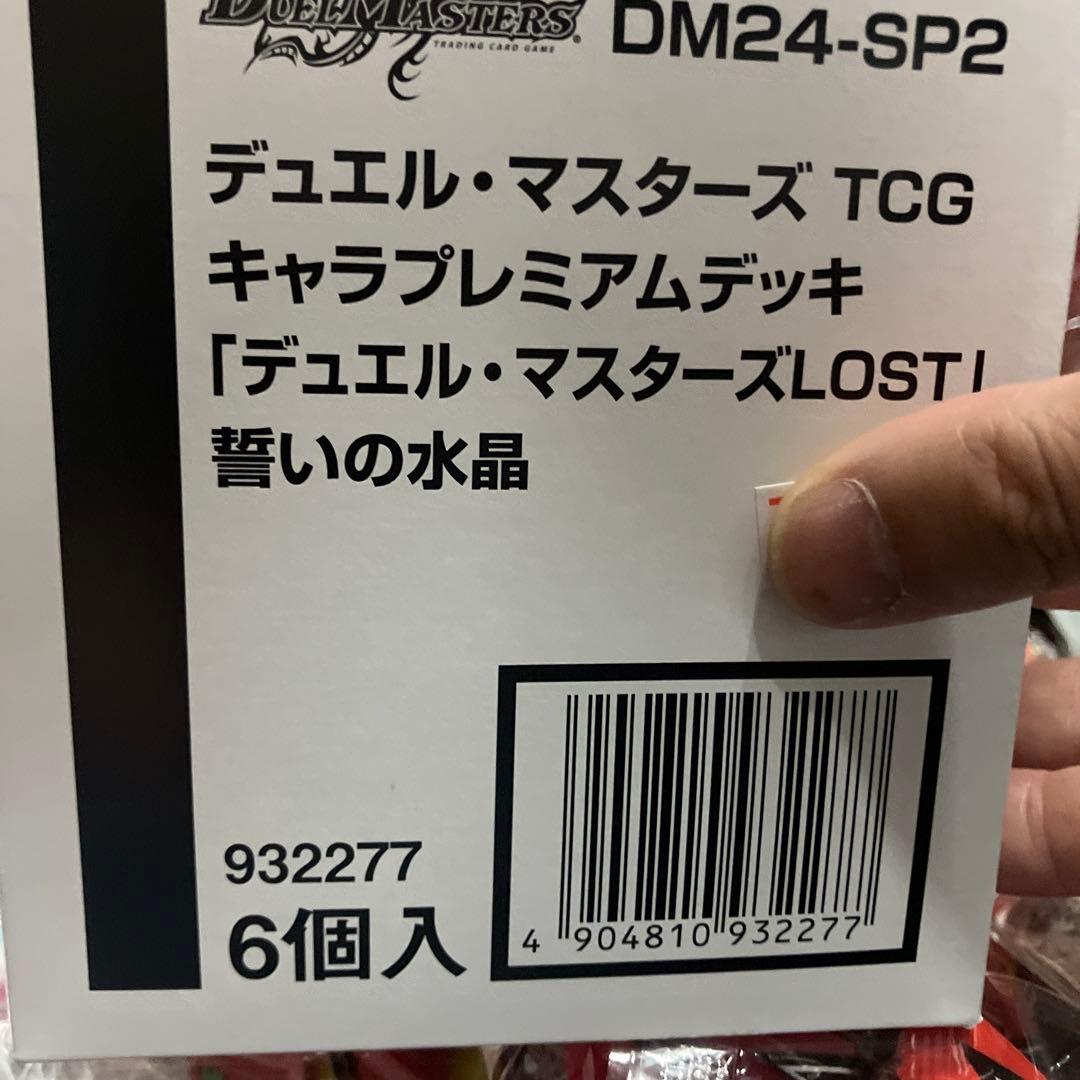 DUEL MASTERS®
TRADING CARD GAME
DM24-SP2
デュエル・マスターズ TCG
キャラプレミアムデッキ
「デュエル・マスターズLOST」
誓いの水晶
932277
6個入
4 904810 932277